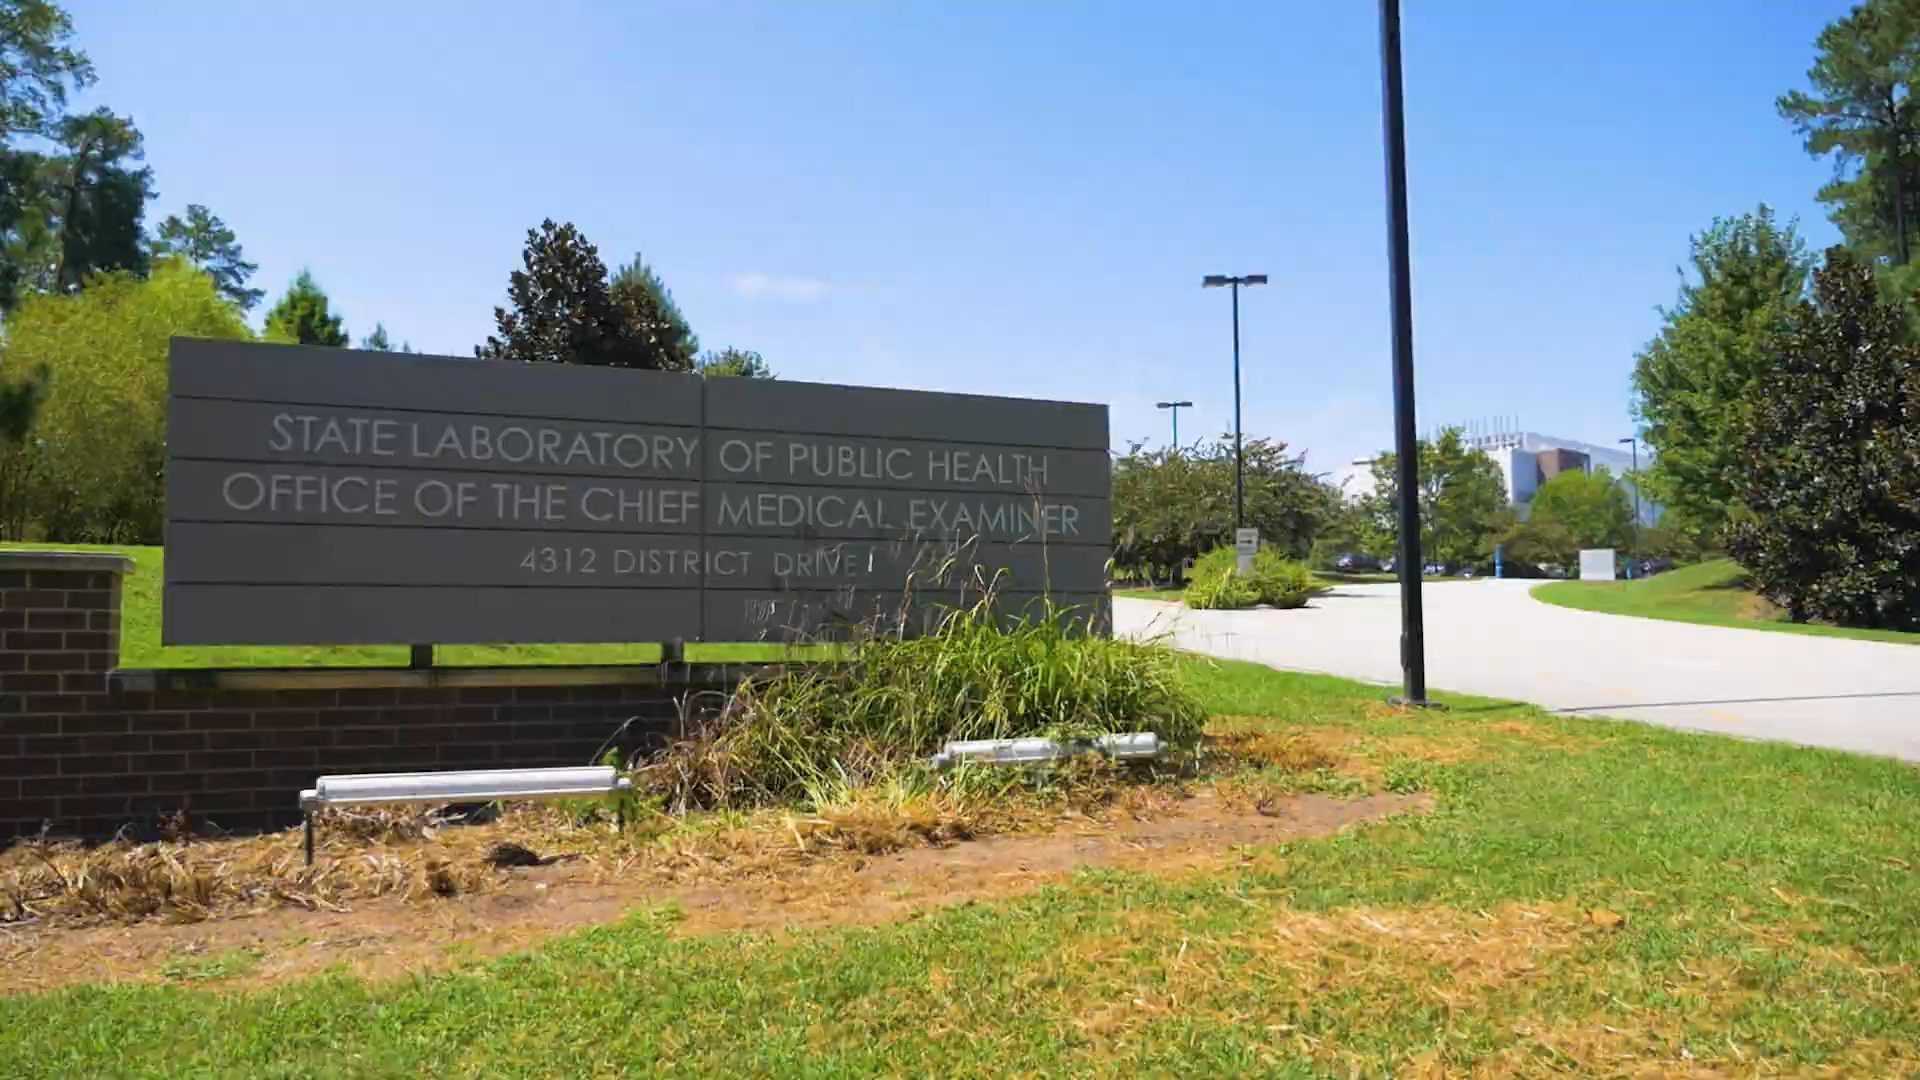 STATE LABORATORY OF PUBLIC HEALTH
OFFICE OF THE CHIEF MEDICAL EXAMINER
4312 DISTRICT DRIVE